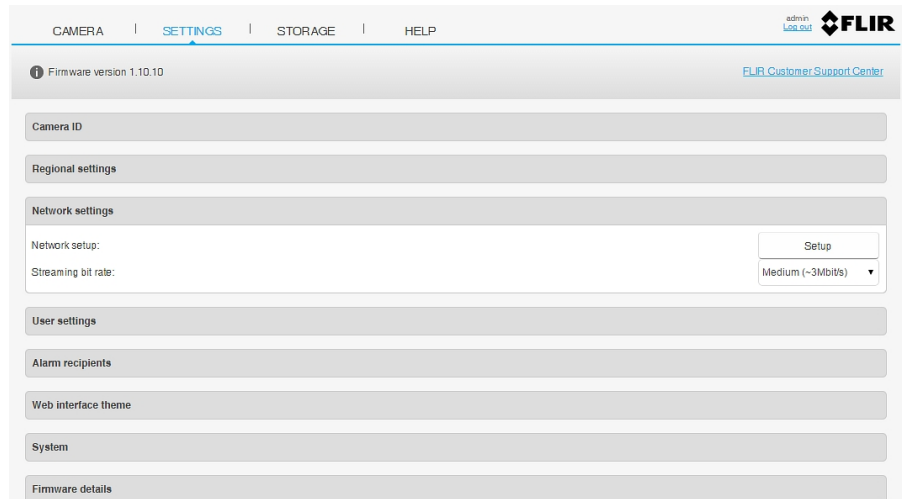 CAMERA | SETTINGS | STORAGE | HELP
admin
Log out
FLIR
Firmware version 1.10.10
FLIR Customer Support Center
Camera ID
Regional settings
Network settings
Network setup:
Setup
Streaming bit rate:
Medium (~3Mbit/s)
User settings
Alarm recipients
Web interface theme
System
Firmware details